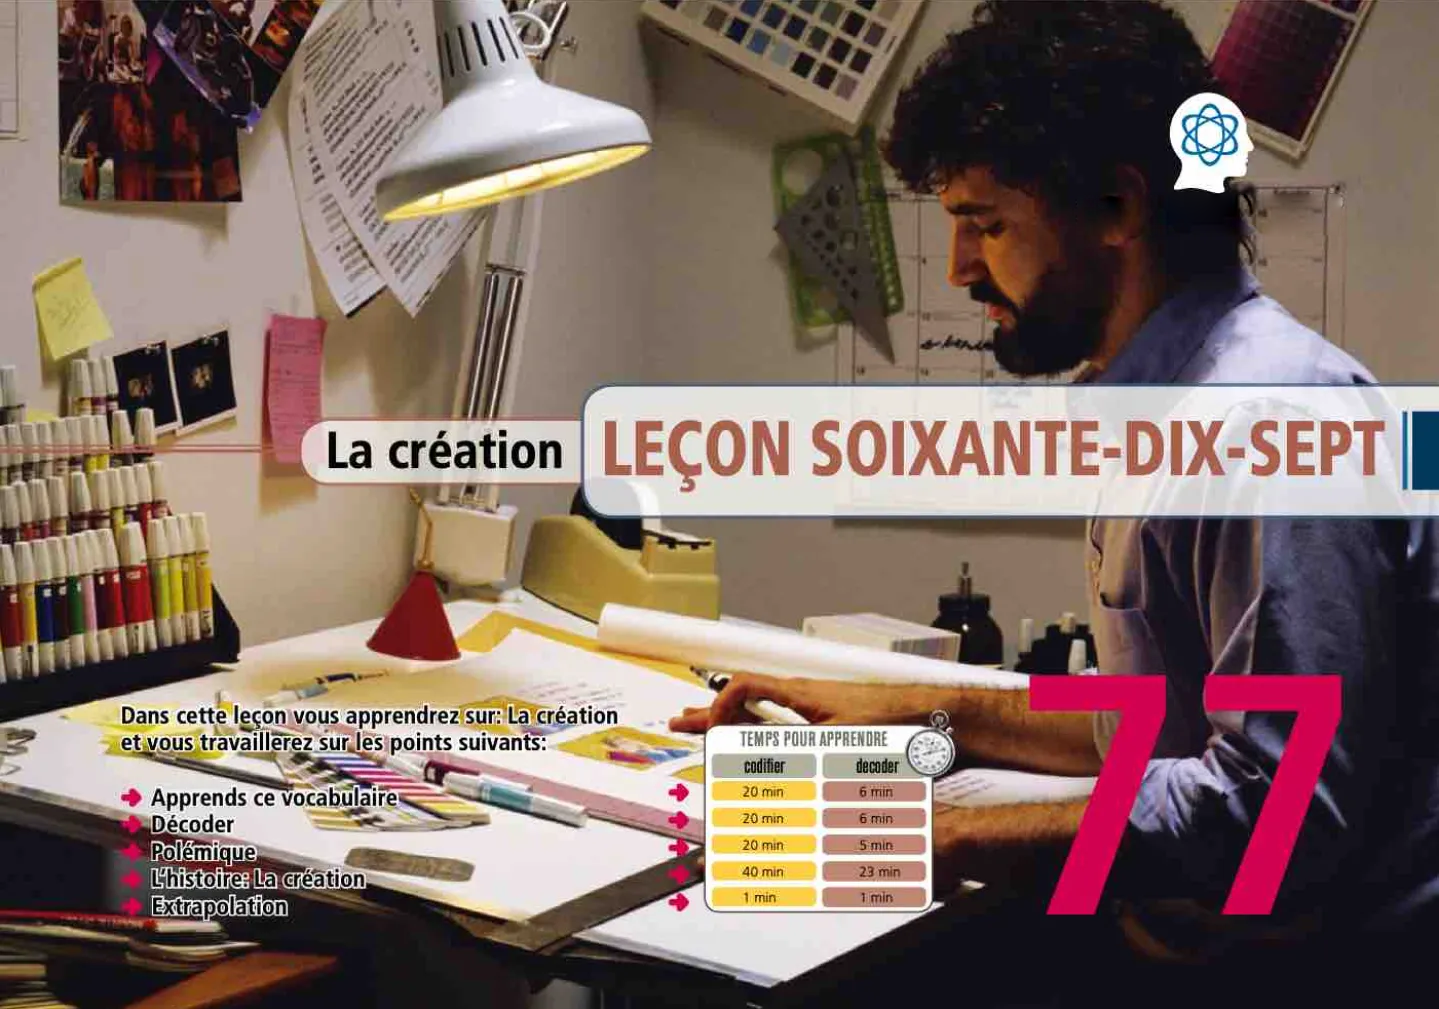 La création
LEÇON SOIXANTE-DIX-SEPT
77
Dans cette leçon vous apprendrez sur: La création
et vous travaillerez sur les points suivants:
Apprends ce vocabulaire
Décoder
Polémique
L'histoire: La création
Extrapolation
TEMPS POUR APPRENDRE
codifier decoder
20 min 6 min
20 min 6 min
20 min 5 min
40 min 23 min
1 min 1 min